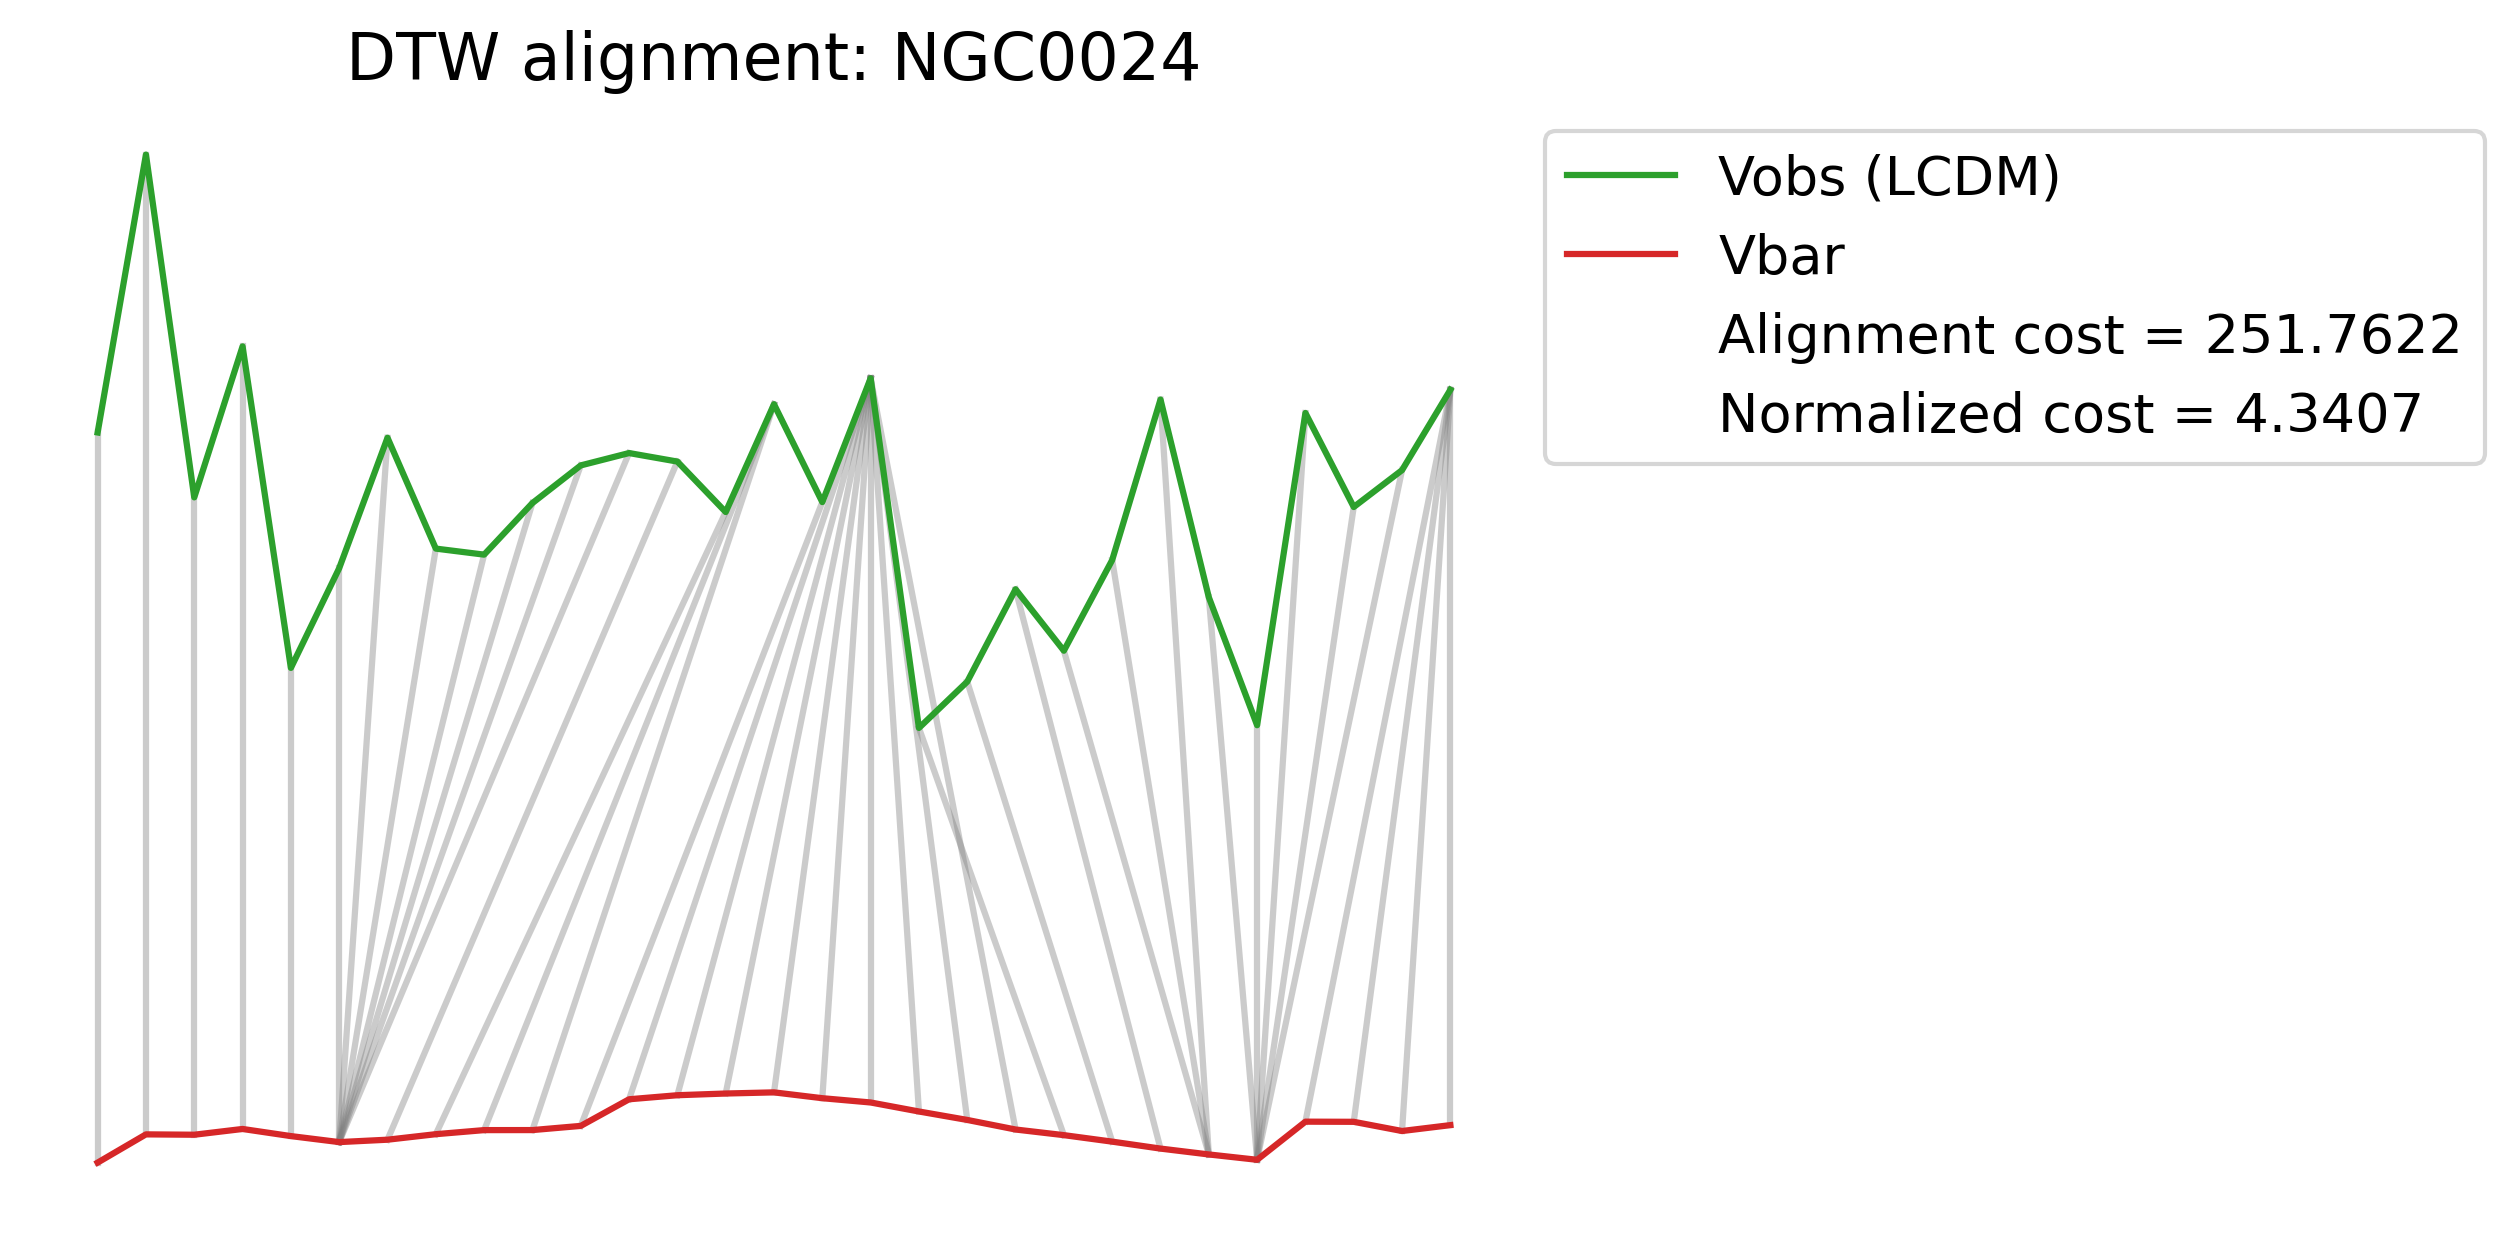 DTW alignment: NGC0024
Vobs (LCDM)
Vbar
Alignment cost = 251.7622
Normalized cost = 4.3407